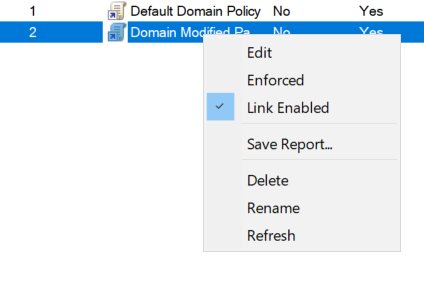 1 Default Domain Policy No Yes
2 Domain Modified Pa... No Yes
Edit
Enforced
Link Enabled
Save Report...
Delete
Rename
Refresh